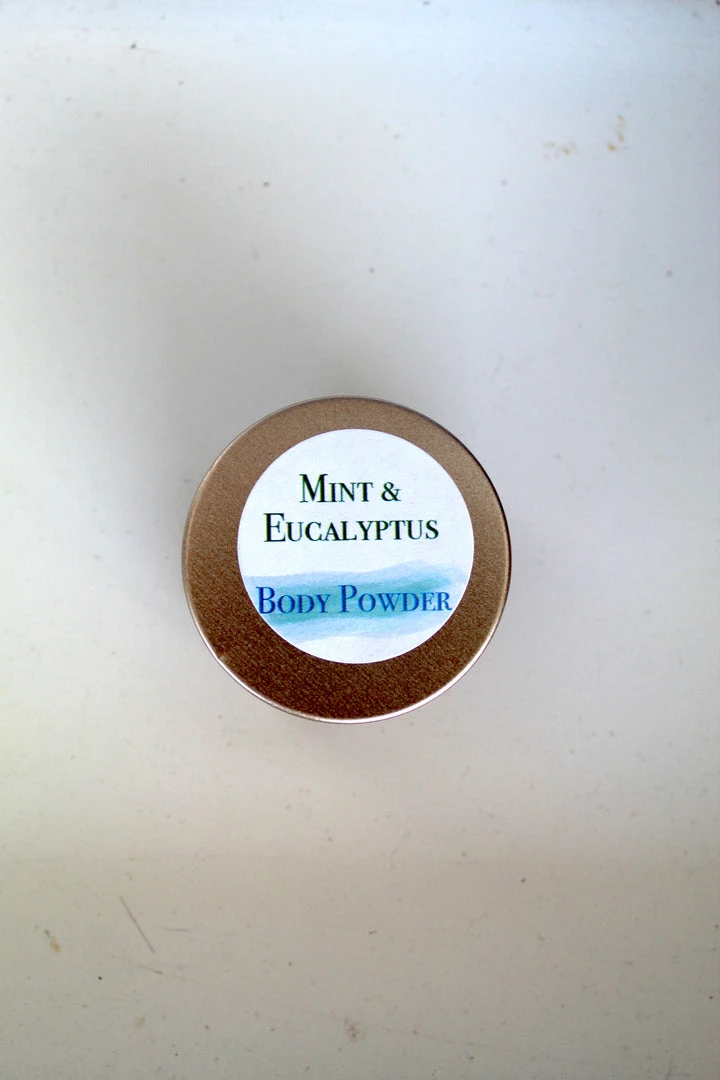 Mint &
Eucalyptus
Body Powder